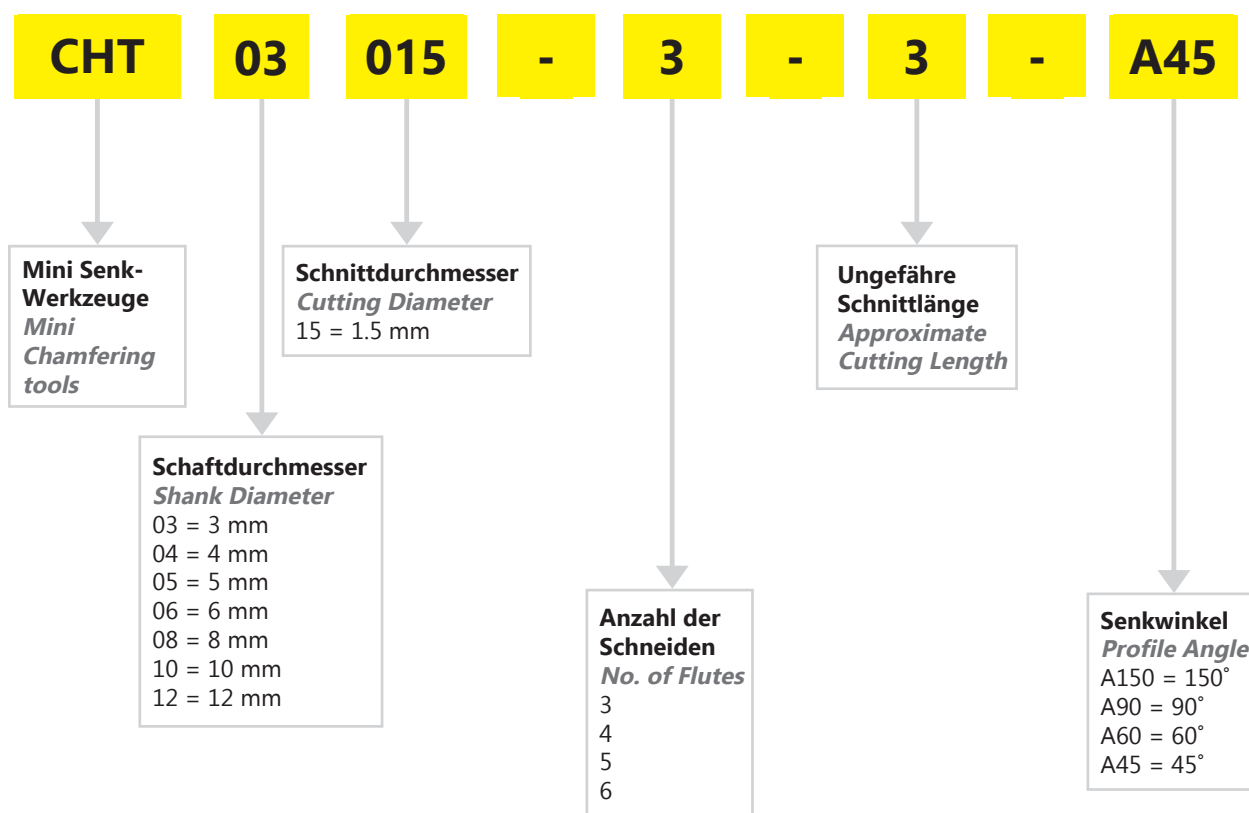 CHT 03 015 - 3 - 3 - A45
Mini Senk-
Werkzeuge
Mini
Chamfering
tools
Schnittdurchmesser
Cutting Diameter
15 = 1.5 mm
Ungefähre
Schnittlänge
Approximate
Cutting Length
Schaftdurchmesser
Shank Diameter
03 = 3 mm
04 = 4 mm
05 = 5 mm
06 = 6 mm
08 = 8 mm
10 = 10 mm
12 = 12 mm
Anzahl der
Schneiden
No. of Flutes
3
4
5
6
Senkwinkel
Profile Angle
A150 = 150°
A90 = 90°
A60 = 60°
A45 = 45°